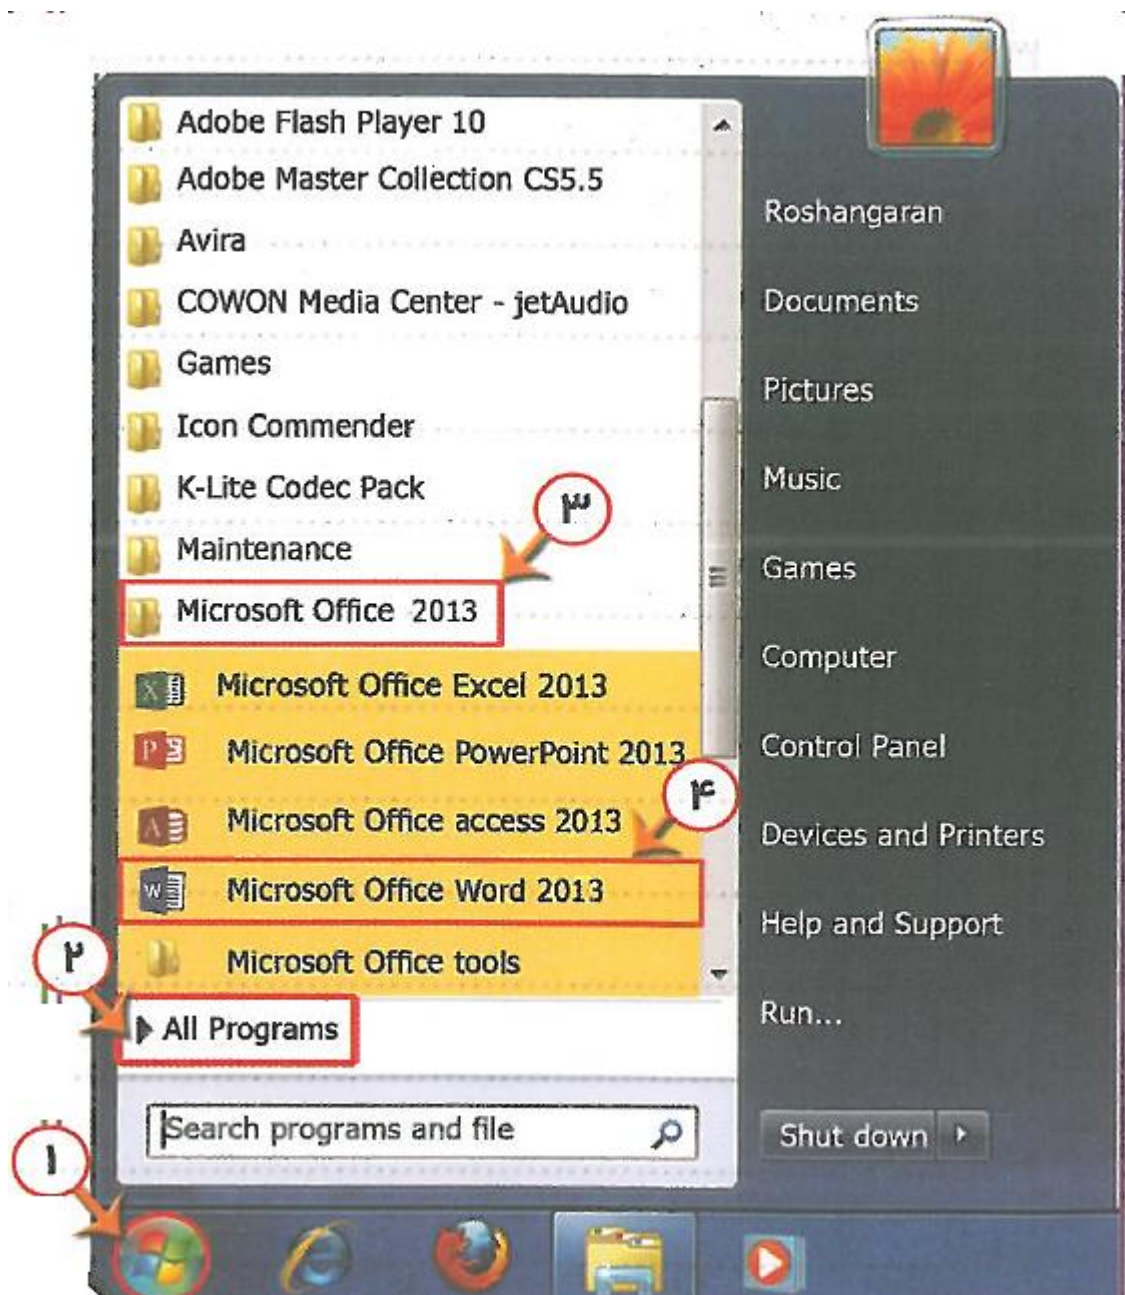 Adobe Flash Player 10
Adobe Master Collection CS5.5
Avira
COWON Media Center - jetAudio
Games
Icon Commender
K-Lite Codec Pack
۳
Maintenance
Microsoft Office 2013
Microsoft Office Excel 2013
Microsoft Office PowerPoint 2013
۴
Microsoft Office access 2013
Microsoft Office Word 2013
۲
Microsoft Office tools
All Programs
Search programs and file
۱
Roshangaran
Documents
Pictures
Music
Games
Computer
Control Panel
Devices and Printers
Help and Support
Run...
Shut down